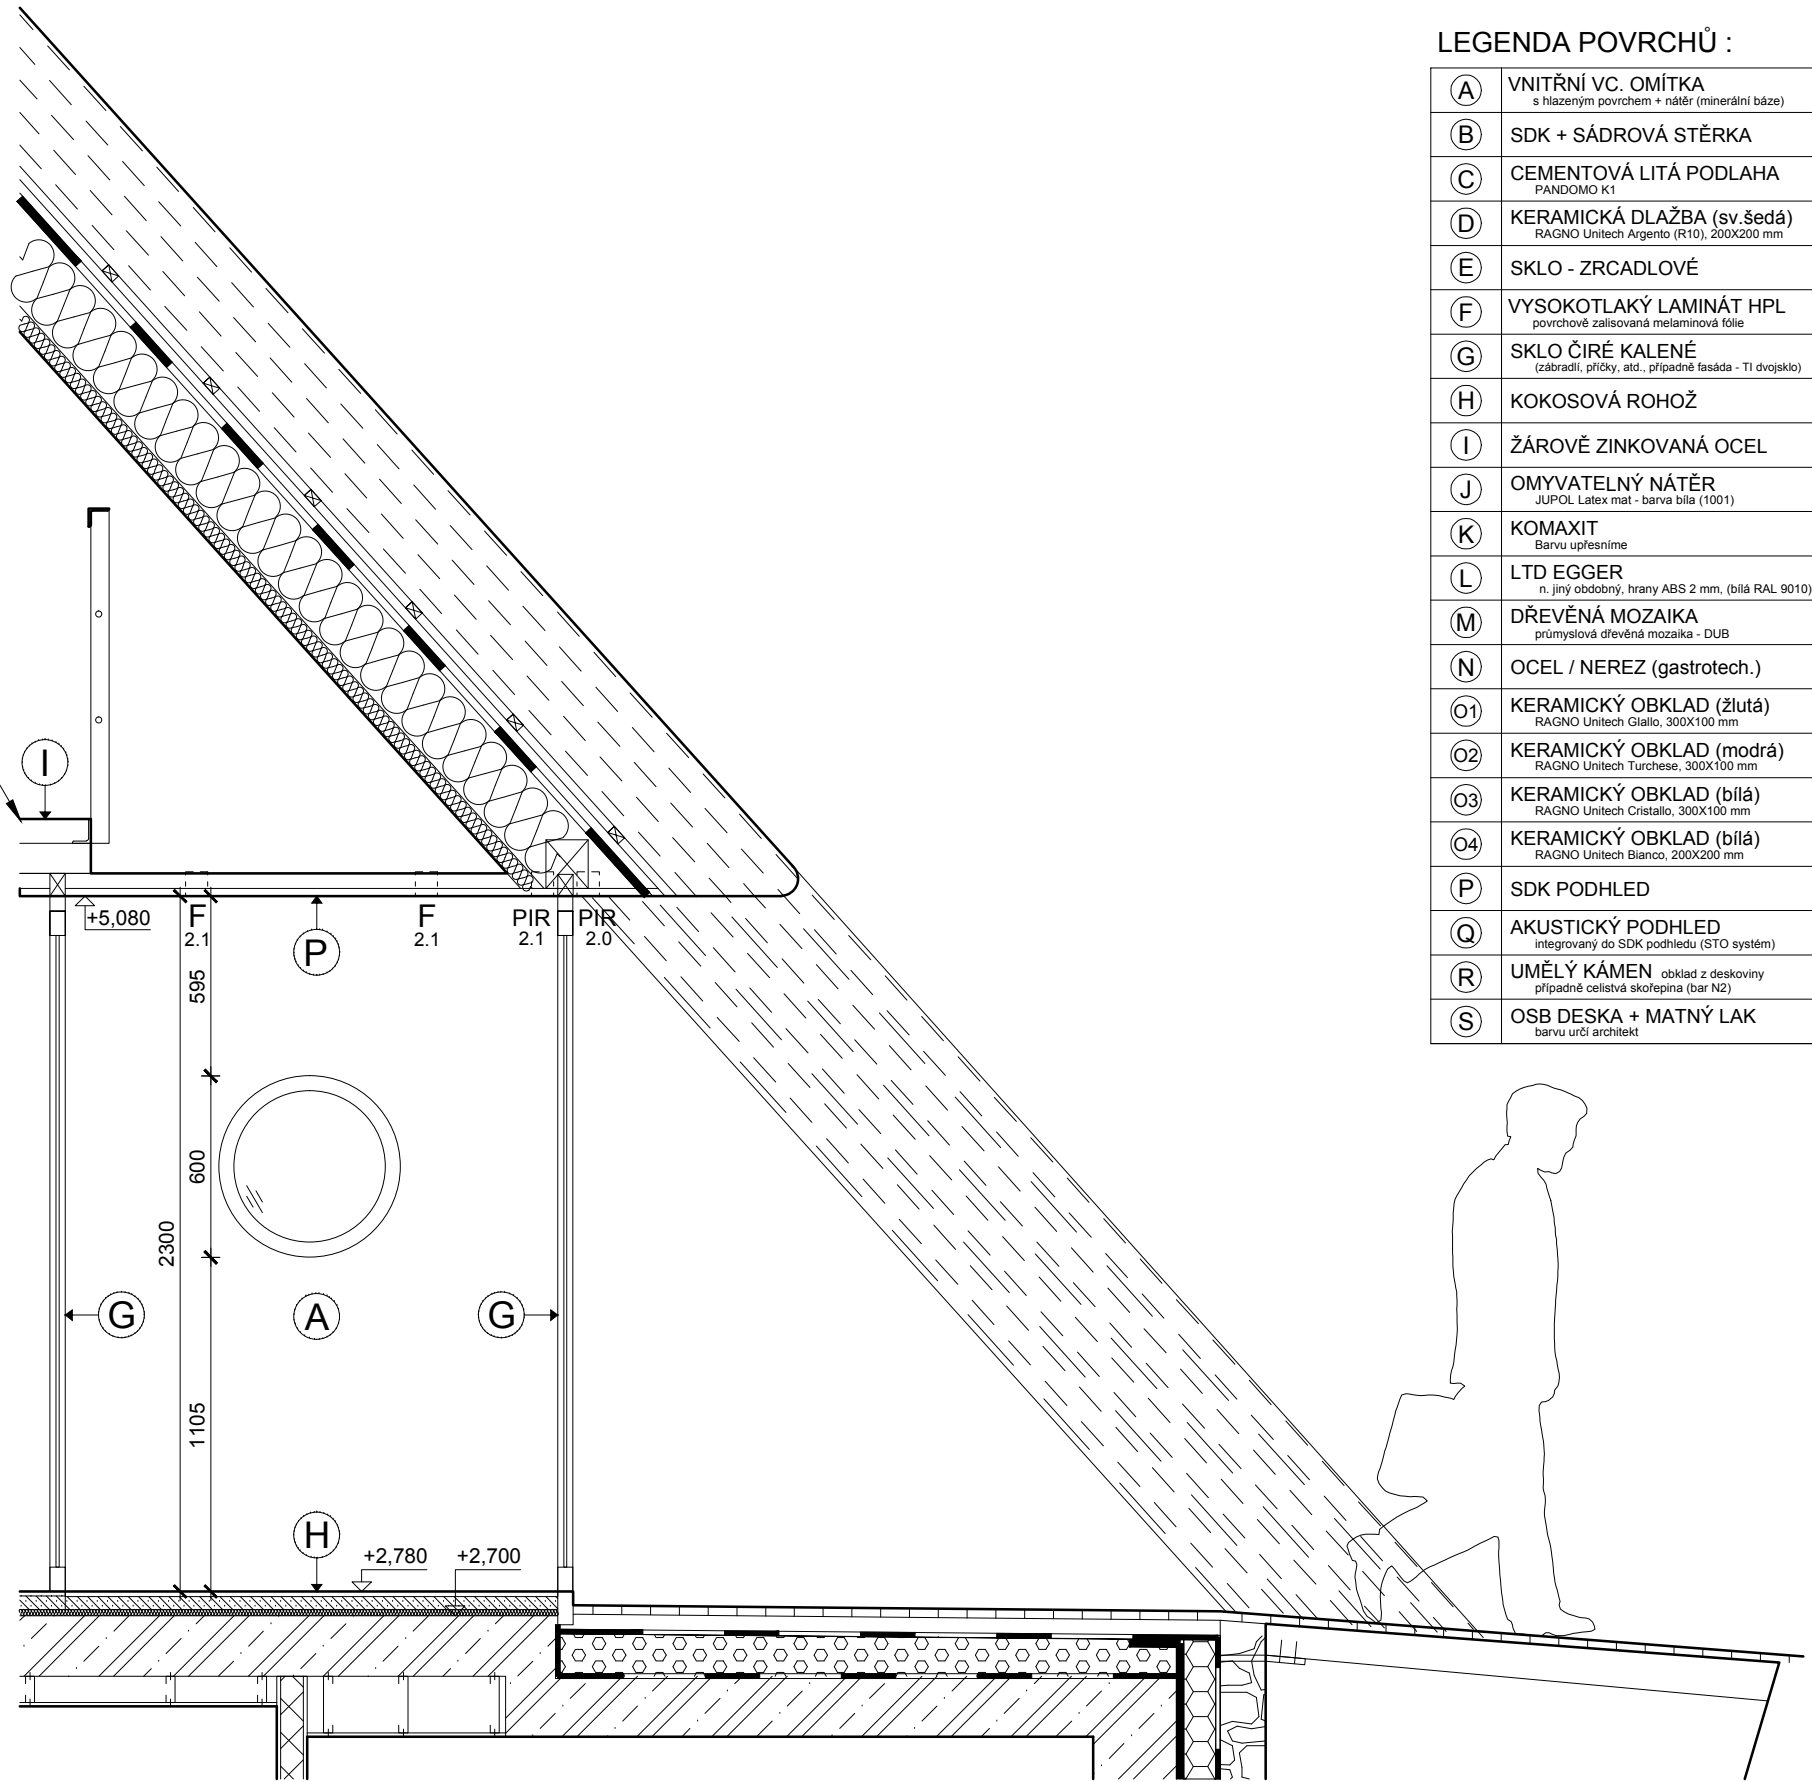 LEGENDA POVRCHŮ :
A VNITŘNÍ VC. OMÍTKA
s hlazeným povrchem + nátěr (minerální báze)
B SDK + SÁDROVÁ STĚRKA
C CEMENTOVÁ LITÁ PODLAHA
PANDOMO K1
D KERAMICKÁ DLAŽBA (sv.šedá)
RAGNO Unitech Argento (R10), 200X200 mm
E SKLO - ZRCADLOVÉ
F VYSOKOTLAKÝ LAMINÁT HPL
povrchově zalisovaná melaminová fólie
G SKLO ČIRÉ KALENÉ
(zábradlí, příčky, atd., případně fasáda - TI dvojsklo)
H KOKOSOVÁ ROHOŽ
I ŽÁROVĚ ZINKOVANÁ OCEL
J OMYVATELNÝ NÁTĚR
JUPOL Latex mat - barva bíla (1001)
K KOMAXIT
Barvu upřesníme
L LTD EGGER
n. jiný obdobný, hrany ABS 2 mm, (bílá RAL 9010)
M DŘEVĚNÁ MOZAIKA
průmyslová dřevěná mozaika - DUB
N OCEL / NEREZ (gastrotech.)
O1 KERAMICKÝ OBKLAD (žlutá)
RAGNO Unitech Glallo, 300X100 mm
O2 KERAMICKÝ OBKLAD (modrá)
RAGNO Unitech Turchese, 300X100 mm
O3 KERAMICKÝ OBKLAD (bílá)
RAGNO Unitech Cristallo, 300X100 mm
O4 KERAMICKÝ OBKLAD (bílá)
RAGNO Unitech Bianco, 200X200 mm
P SDK PODHLED
Q AKUSTICKÝ PODHLED
integrovaný do SDK podhledu (STO systém)
R UMĚLÝ KÁMEN obklad z deskoviny
případně celistvá skořepina (bar N2)
S OSB DESKA + MATNÝ LAK
barvu určí architekt
I
+5,080
F
2.1
P
F
2.1
PIR
2.1
PIR
2.0
595
600
2300
1105
G
A
G
H
+2,780
+2,700